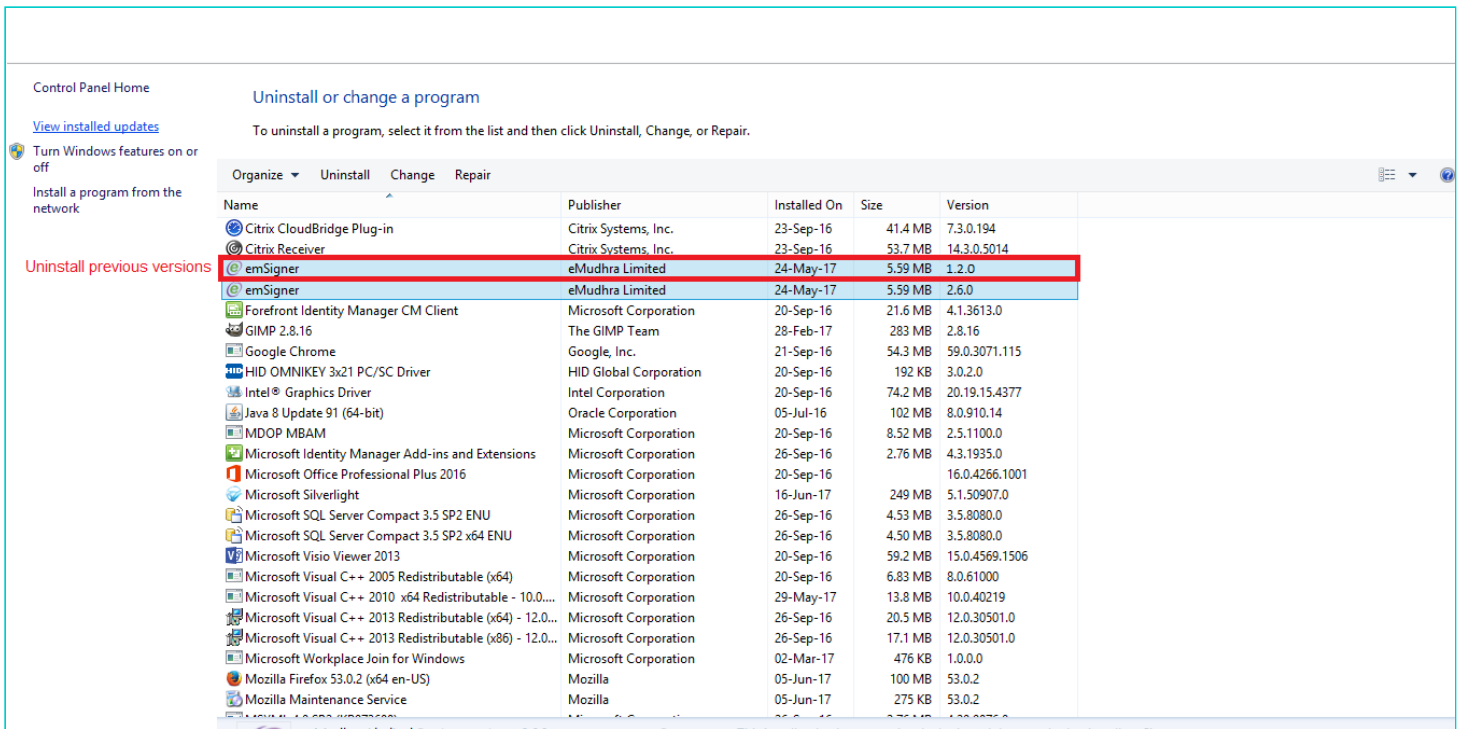 Control Panel Home
Uninstall or change a program
View installed updates
To uninstall a program, select it from the list and then click Uninstall, Change, or Repair.
Turn Windows features on or
off
Install a program from the
network
Organize Uninstall Change Repair
Name Publisher Installed On Size Version
Citrix CloudBridge Plug-in Citrix Systems, Inc. 23-Sep-16 41.4 MB 7.3.0.194
Citrix Receiver Citrix Systems, Inc. 23-Sep-16 53.7 MB 14.3.0.5014
Uninstall previous versions
emSigner eMudhra Limited 24-May-17 5.59 MB 1.2.0
emSigner eMudhra Limited 24-May-17 5.59 MB 2.6.0
Forefront Identity Manager CM Client Microsoft Corporation 20-Sep-16 21.6 MB 4.1.3613.0
GIMP 2.8.16 The GIMP Team 28-Feb-17 283 MB 2.8.16
Google Chrome Google, Inc. 21-Sep-16 54.3 MB 59.0.3071.115
HID HID OMNIKEY 3x21 PC/SC Driver HID Global Corporation 20-Sep-16 192 KB 3.0.2.0
Intel® Graphics Driver Intel Corporation 20-Sep-16 74.2 MB 20.19.15.4377
Java 8 Update 91 (64-bit) Oracle Corporation 05-Jul-16 102 MB 8.0.910.14
MDOP MBAM Microsoft Corporation 20-Sep-16 8.52 MB 2.5.1100.0
Microsoft Identity Manager Add-ins and Extensions Microsoft Corporation 26-Sep-16 2.76 MB 4.3.1935.0
Microsoft Office Professional Plus 2016 Microsoft Corporation 20-Sep-16 16.0.4266.1001
Microsoft Silverlight Microsoft Corporation 16-Jun-17 249 MB 5.1.50907.0
Microsoft SQL Server Compact 3.5 SP2 ENU Microsoft Corporation 26-Sep-16 4.53 MB 3.5.8080.0
Microsoft SQL Server Compact 3.5 SP2 x64 ENU Microsoft Corporation 26-Sep-16 4.50 MB 3.5.8080.0
Microsoft Visio Viewer 2013 Microsoft Corporation 20-Sep-16 59.2 MB 15.0.4569.1506
Microsoft Visual C++ 2005 Redistributable (x64) Microsoft Corporation 20-Sep-16 6.83 MB 8.0.61000
Microsoft Visual C++ 2010 x64 Redistributable - 10.0.... Microsoft Corporation 29-May-17 13.8 MB 10.0.40219
Microsoft Visual C++ 2013 Redistributable (x64) - 12.0... Microsoft Corporation 26-Sep-16 20.5 MB 12.0.30501.0
Microsoft Visual C++ 2013 Redistributable (x86) - 12.0... Microsoft Corporation 26-Sep-16 17.1 MB 12.0.30501.0
Microsoft Workplace Join for Windows Microsoft Corporation 02-Mar-17 476 KB 1.0.0.0
Mozilla Firefox 53.0.2 (x64 en-US) Mozilla 05-Jun-17 100 MB 53.0.2
Mozilla Maintenance Service Mozilla 05-Jun-17 275 KB 53.0.2